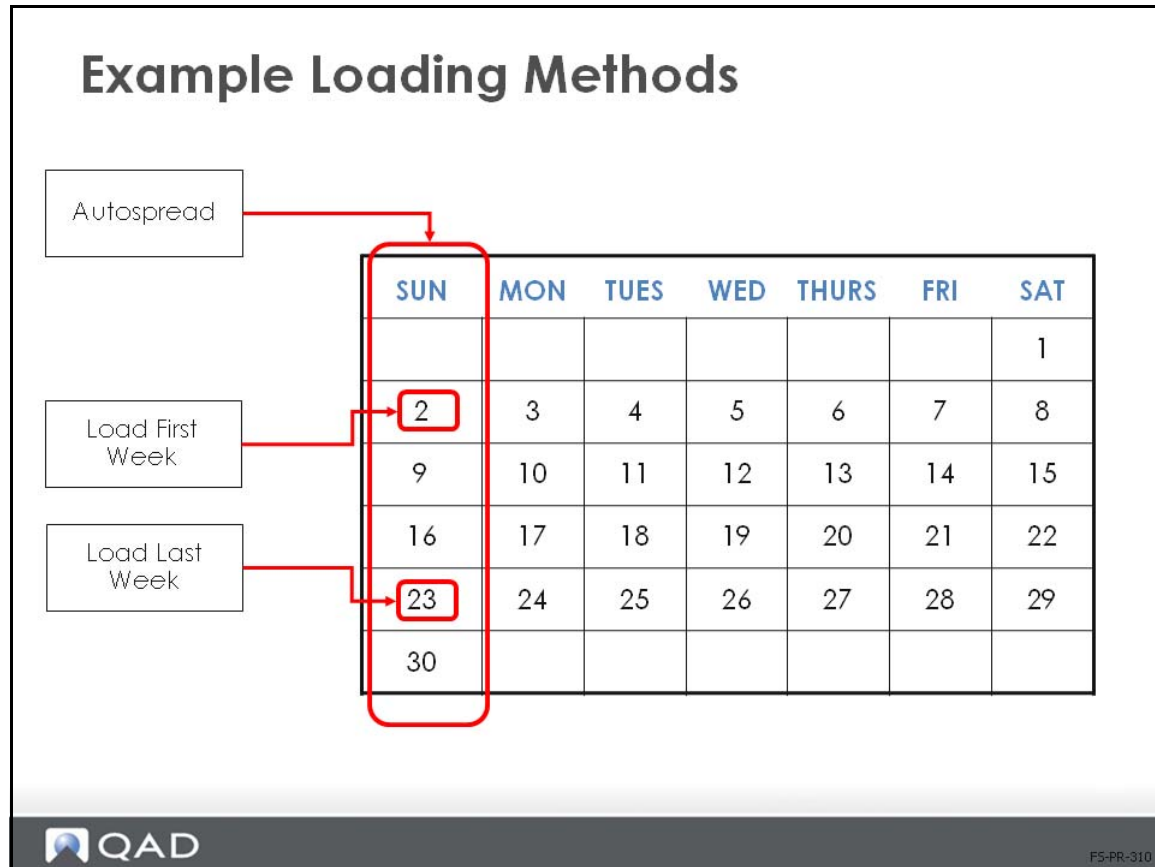 Example Loading Methods
Autospread
SUN MON TUES WED THURS FRI SAT
1
Load First
Week
2 3 4 5 6 7 8
9 10 11 12 13 14 15
Load Last
Week
16 17 18 19 20 21 22
23 24 25 26 27 28 29
30
QAD
FS-PR-310